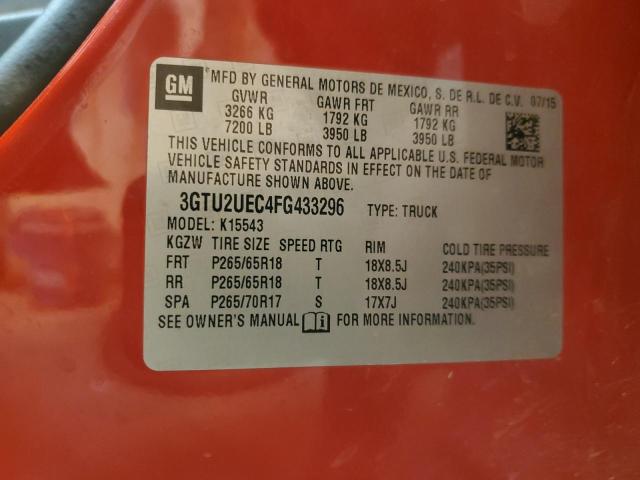 GM
MFD BY GENERAL MOTORS DE MEXICO, S. DE R.L. DE C.V. 07/15
GVWR GAWR FRT GAWR RR
3266 KG 1792 KG 1792 KG
7200 LB 3950 LB 3950 LB
THIS VEHICLE CONFORMS TO ALL APPLICABLE U.S. FEDERAL MOTOR
VEHICLE SAFETY STANDARDS IN EFFECT ON THE DATE OF
MANUFACTURE SHOWN ABOVE.
3GTU2UEC4FG433296 TYPE: TRUCK
MODEL: K15543
KGZW TIRE SIZE SPEED RTG RIM COLD TIRE PRESSURE
FRT P265/65R18 T 18X8.5J 240KPA(35PSI)
RR P265/65R18 T 18X8.5J 240KPA(35PSI)
SPA P265/70R17 S 17X7J 240KPA(35PSI)
SEE OWNER'S MANUAL FOR MORE INFORMATION.